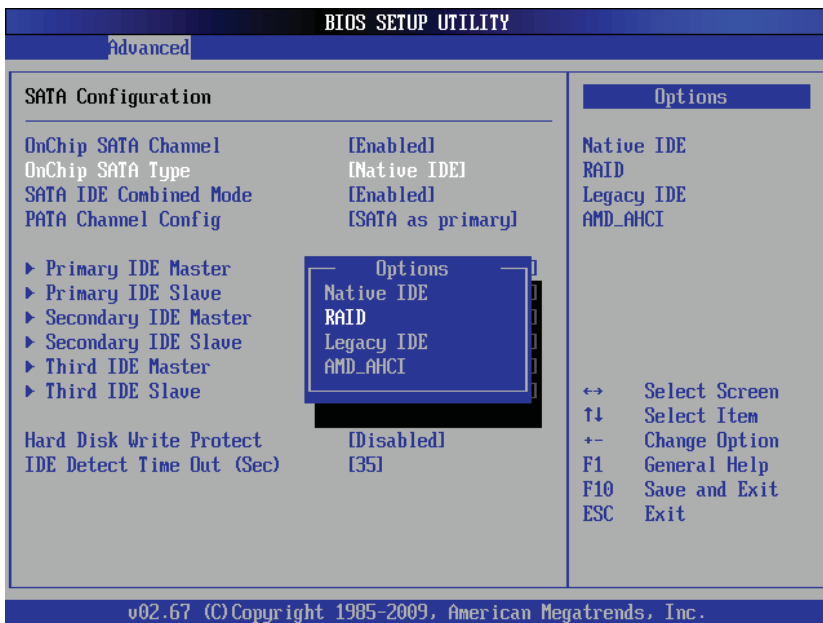 BIOS SETUP UTILITY
Advanced
SATA Configuration
OnChip SATA Channel [Enabled]
OnChip SATA Type [Native IDE]
SATA IDE Combined Mode [Enabled]
PATA Channel Config [SATA as primary]
▶ Primary IDE Master ]
▶ Primary IDE Slave ]
▶ Secondary IDE Master ]
▶ Secondary IDE Slave ]
▶ Third IDE Master ]
▶ Third IDE Slave ]
Options
Native IDE
RAID
Legacy IDE
AMD_AHCI
Hard Disk Write Protect [Disabled]
IDE Detect Time Out (Sec) [35]
Options
Native IDE
RAID
Legacy IDE
AMD_AHCI
↔ Select Screen
↑↓ Select Item
+- Change Option
F1 General Help
F10 Save and Exit
ESC Exit
v02.67 (C)Copyright 1985-2009, American Megatrends, Inc.